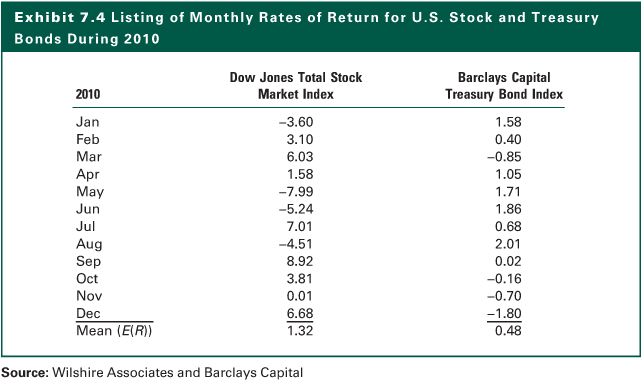 Exhibit 7.4 Listing of Monthly Rates of Return for U.S. Stock and Treasury
Bonds During 2010
Dow Jones Total Stock Barclays Capital
2010 Market Index Treasury Bond Index
Jan −3.60 1.58
Feb 3.10 0.40
Mar 6.03 −0.85
Apr 1.58 1.05
May −7.99 1.71
Jun −5.24 1.86
Jul 7.01 0.68
Aug −4.51 2.01
Sep 8.92 0.02
Oct 3.81 −0.16
Nov 0.01 −0.70
Dec 6.68 −1.80
Mean (E(R)) 1.32 0.48
Source: Wilshire Associates and Barclays Capital